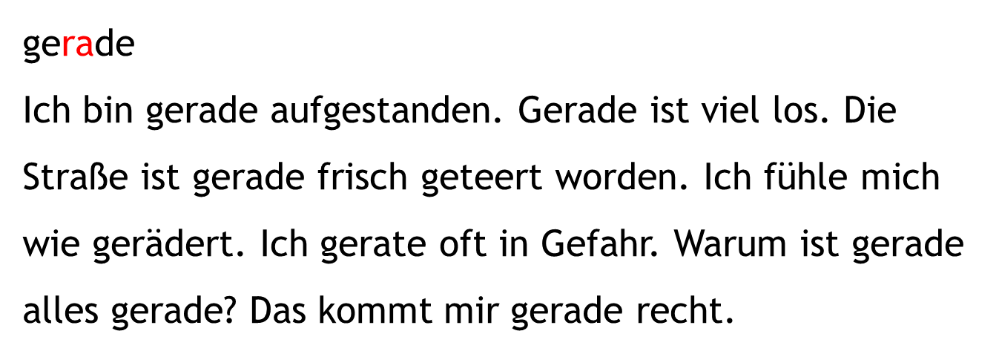 gerade
Ich bin gerade aufgestanden. Gerade ist viel los. Die
Straße ist gerade frisch geteert worden. Ich fühle mich
wie gerädert. Ich gerate oft in Gefahr. Warum ist gerade
alles gerade? Das kommt mir gerade recht.